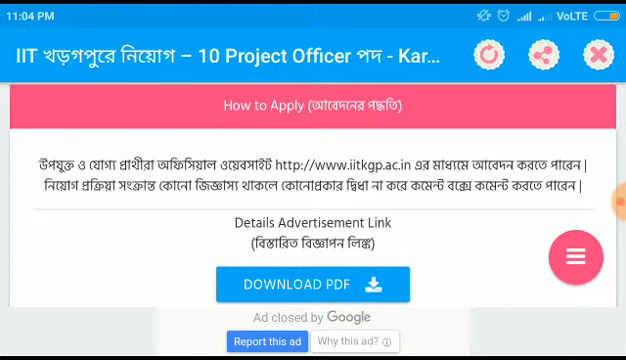 11:04 PM
VoLTE
IIT খড়গপুরে নিয়োগ – 10 Project Officer পদ - Kar...
How to Apply (আবেদনের পদ্ধতি)
উপযুক্ত ও যোগ্য প্রার্থীরা অফিসিয়াল ওয়েবসাইট http://www.iitkgp.ac.in এর মাধ্যমে আবেদন করতে পারেন |
নিয়োগ প্রক্রিয়া সংক্রান্ত কোনো জিজ্ঞাস্য থাকলে কোনোপ্রকার দ্বিধা না করে কমেন্ট বক্সে কমেন্ট করতে পারেন |
Details Advertisement Link
(বিস্তারিত বিজ্ঞাপন লিঙ্ক)
DOWNLOAD PDF
Ad closed by Google
Report this ad
Why this ad?